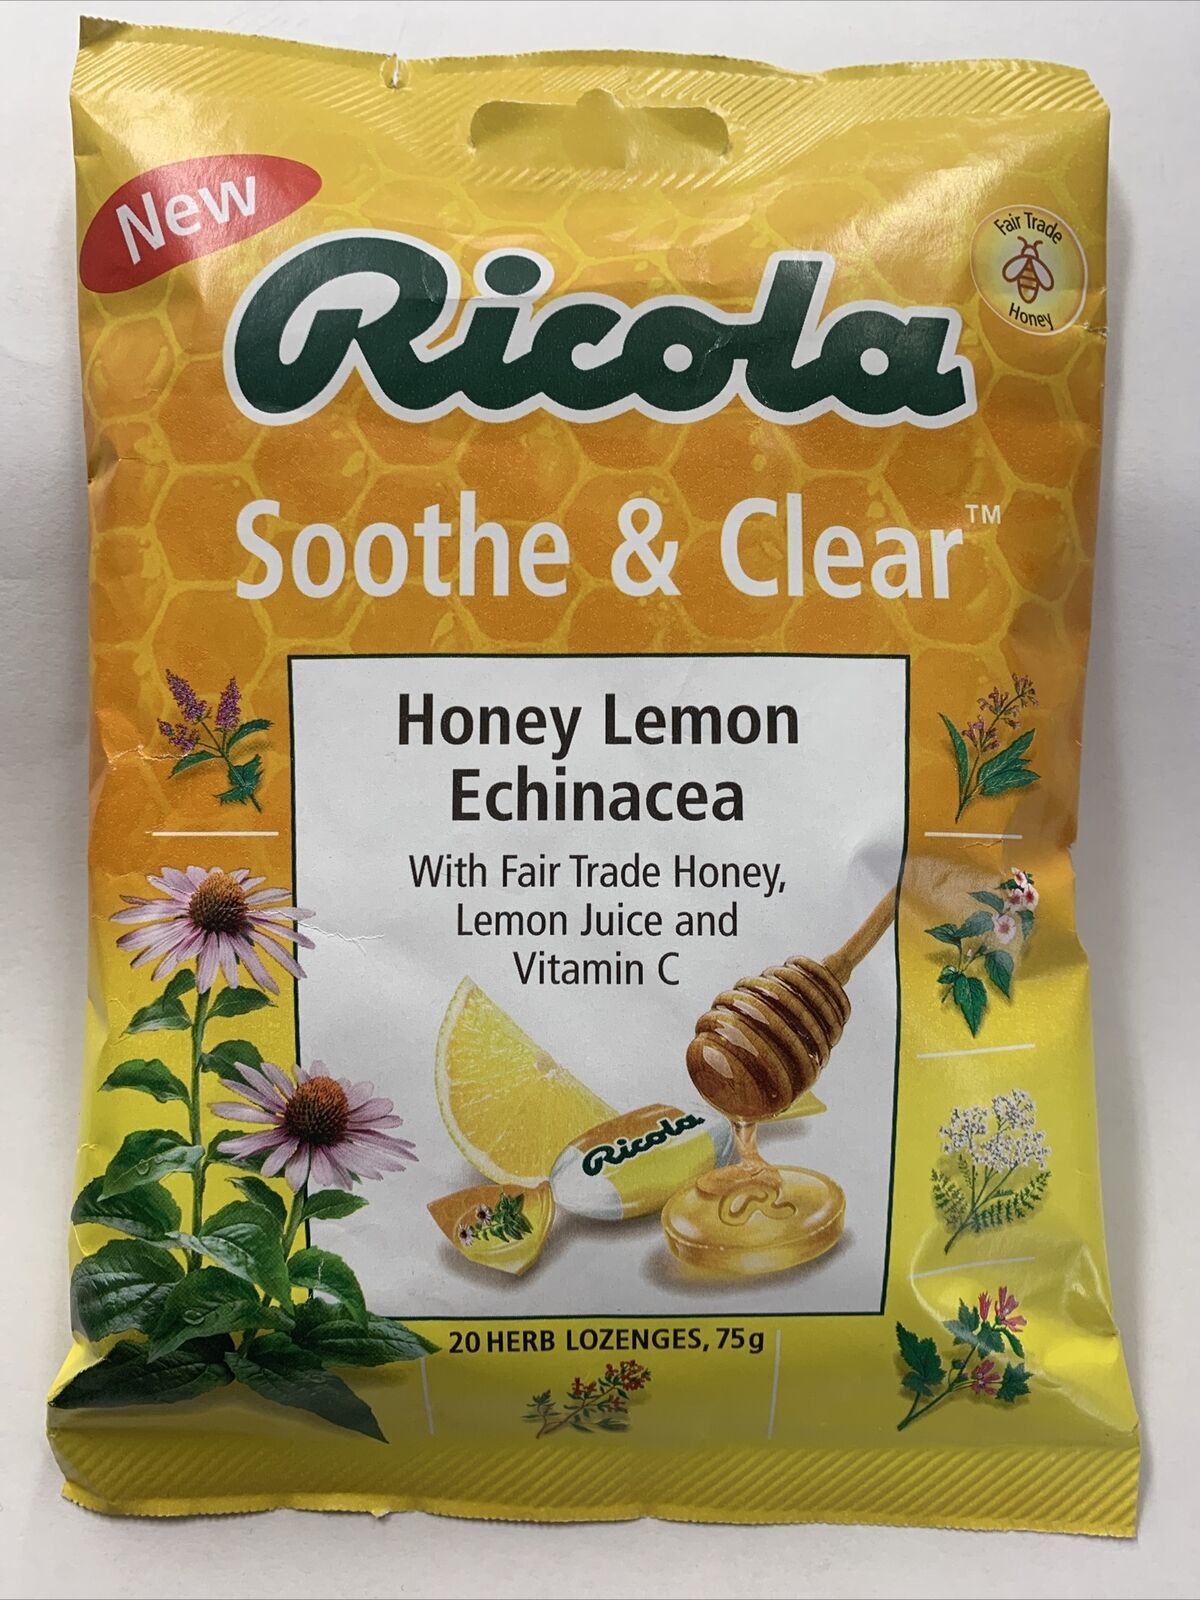 New
Fair Trade
Honey
Ricola
Soothe & Clear™
Honey Lemon
Echinacea
With Fair Trade Honey,
Lemon Juice and
Vitamin C
Ricola
20 HERB LOZENGES, 75g